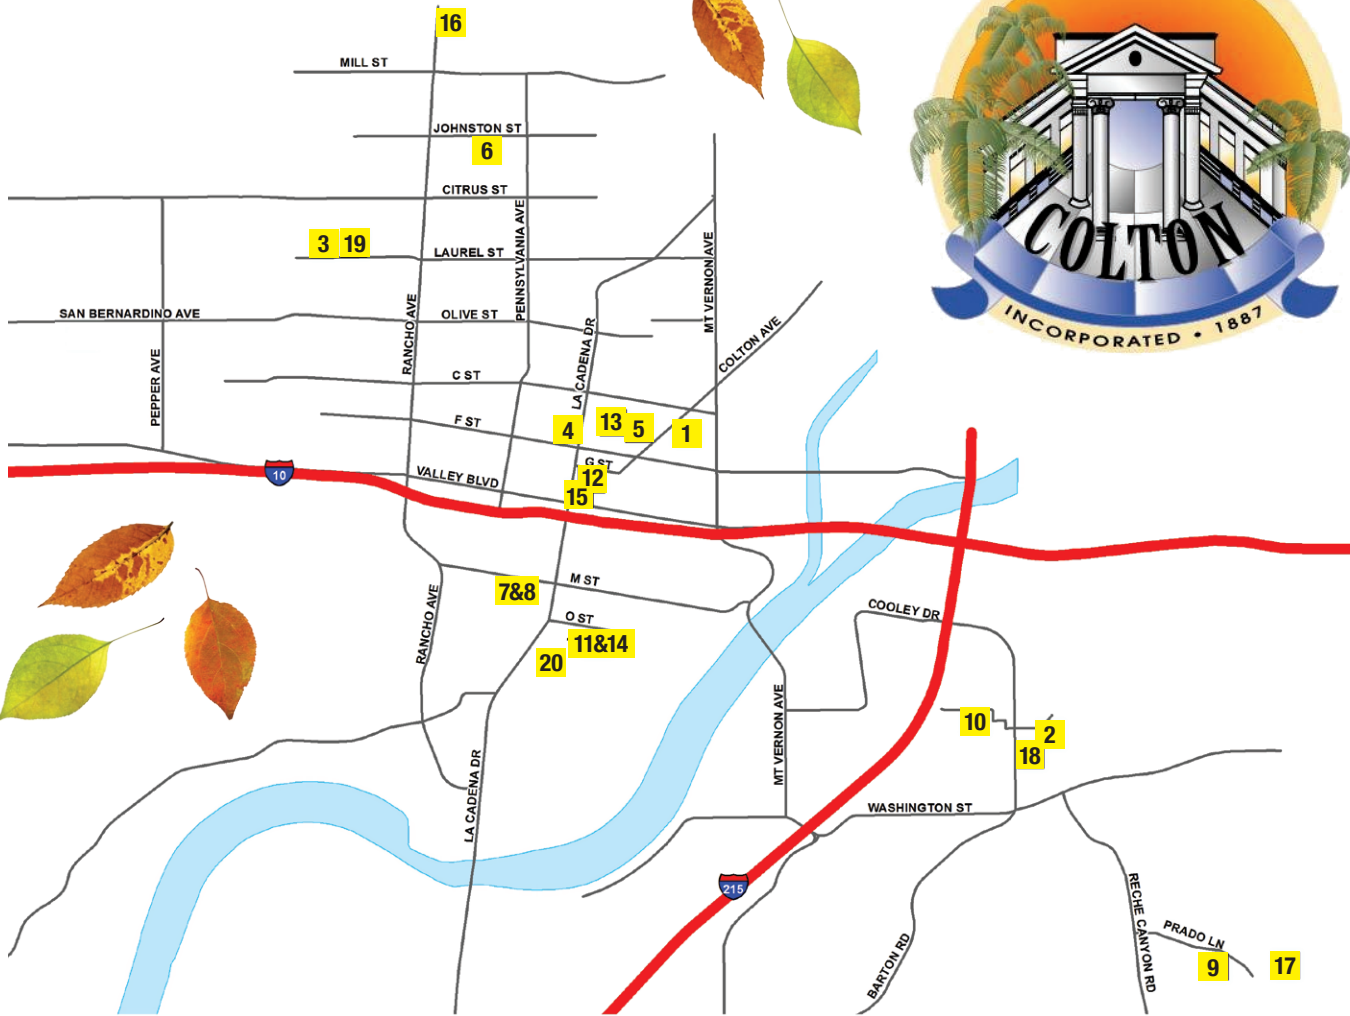 16
MILL ST
JOHNSTON ST
6
CITRUS ST
PENNSYLVANIA AVE
3 19
LAUREL ST
MT VERNON AVE
COLTON
INCORPORATED • 1887
SAN BERNARDINO AVE
OLIVE ST
RANCHO AVE
LA CADENA DR
COLTON AVE
PEPPER AVE
C ST
F ST
4
13
5
1
G ST
12
VALLEY BLVD
15
10
M ST
7&8
O ST
11&14
20
RANCHO AVE
COOLEY DR
MT VERNON AVE
10
2
18
LA CADENA DR
WASHINGTON ST
215
RECHE CANYON RD
PRADO LN
BARTON RD
9
17